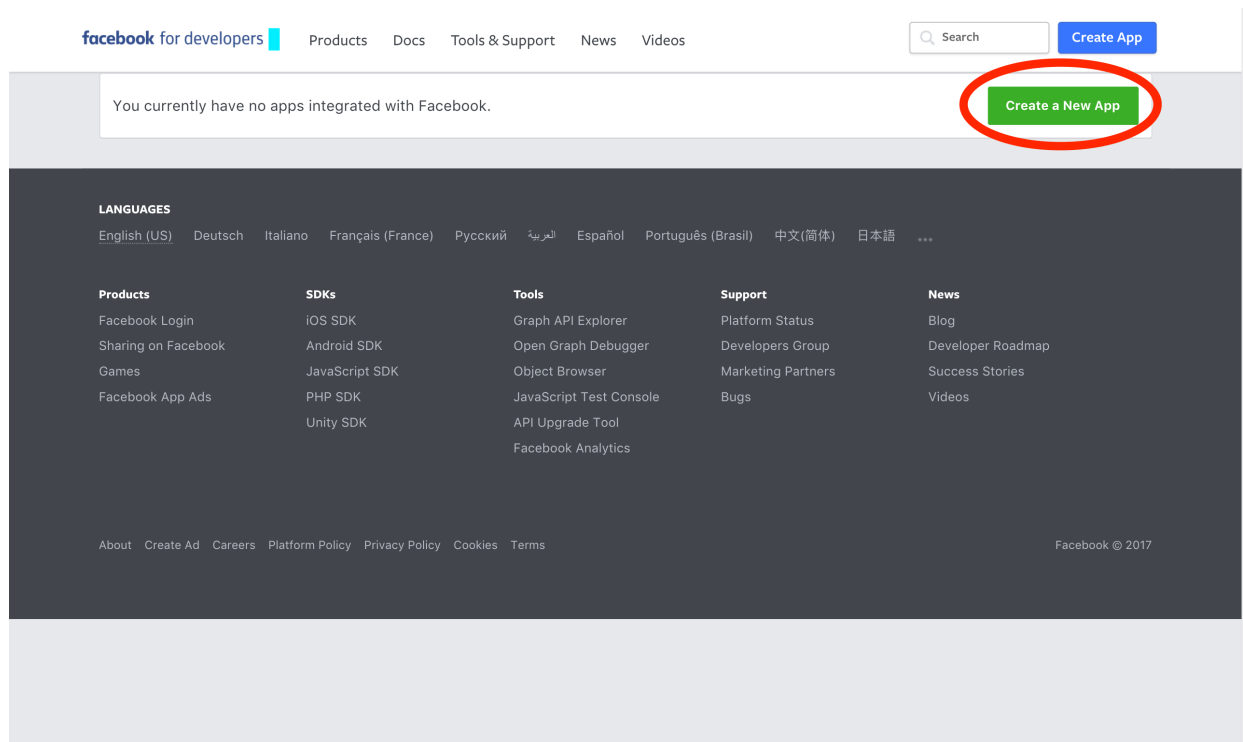 facebook for developers Products Docs Tools & Support News Videos Search Create App
You currently have no apps integrated with Facebook. Create a New App
LANGUAGES
English (US) Deutsch Italiano Français (France) Русский العربية Español Português (Brasil) 中文(简体) 日本語 ...
Products
Facebook Login
Sharing on Facebook
Games
Facebook App Ads
SDKs
iOS SDK
Android SDK
JavaScript SDK
PHP SDK
Unity SDK
Tools
Graph API Explorer
Open Graph Debugger
Object Browser
JavaScript Test Console
API Upgrade Tool
Facebook Analytics
Support
Platform Status
Developers Group
Marketing Partners
Bugs
News
Blog
Developer Roadmap
Success Stories
Videos
About Create Ad Careers Platform Policy Privacy Policy Cookies Terms Facebook © 2017